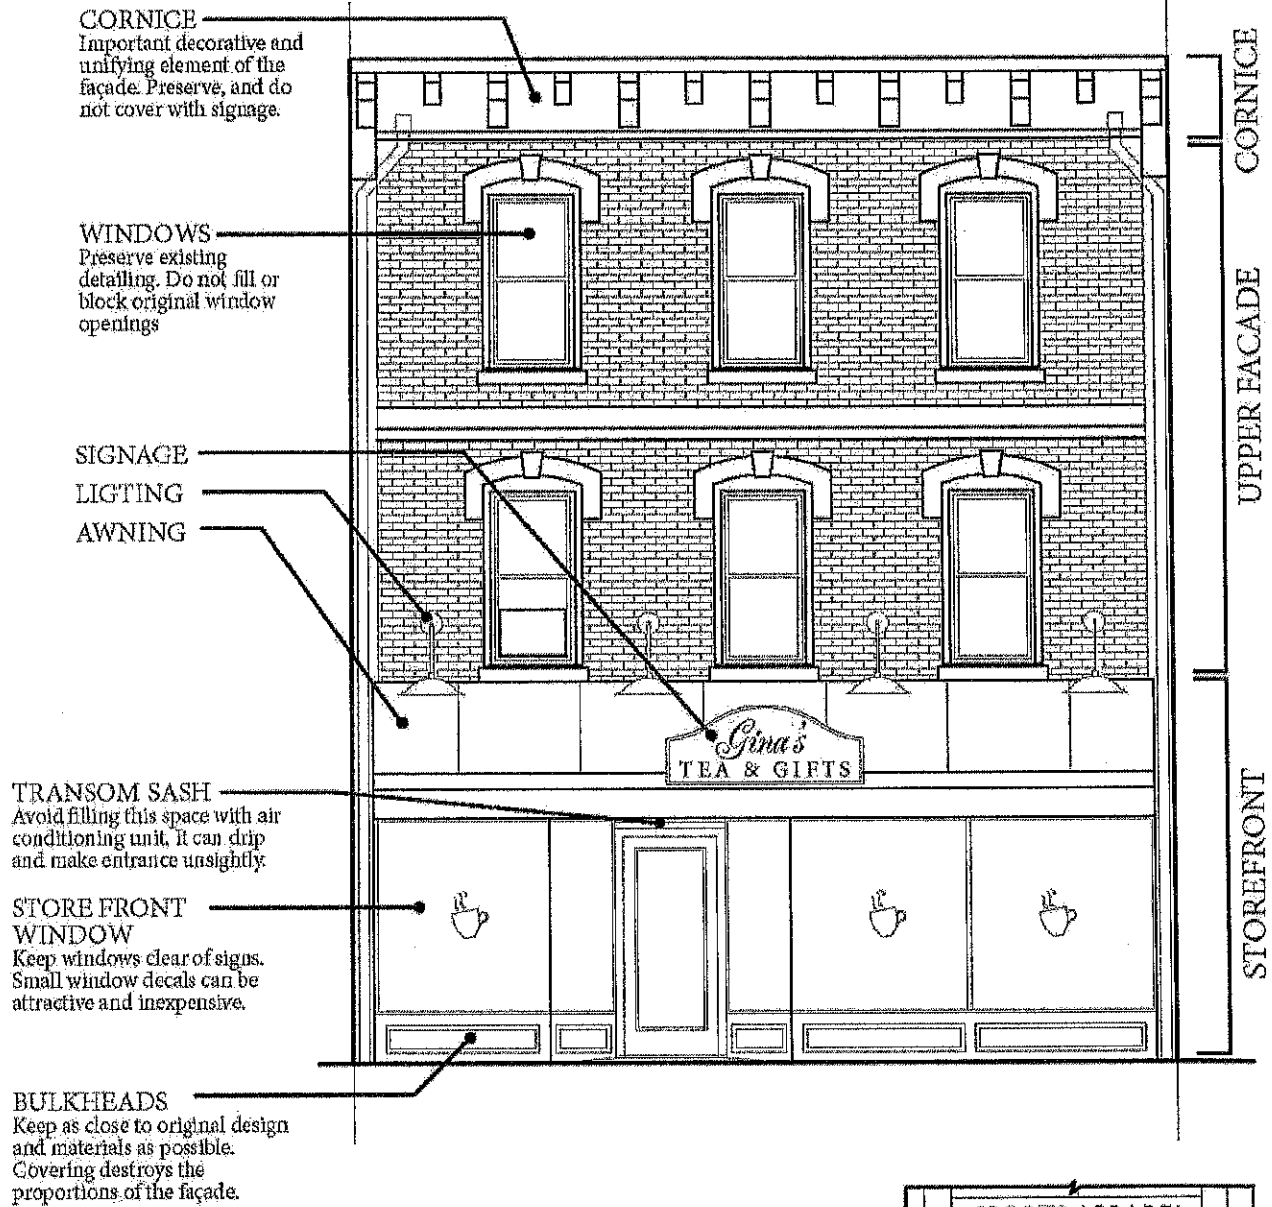 CORNICE
Important decorative and
unifying element of the
façade. Preserve, and do
not cover with signage.
WINDOWS
Preserve existing
detailing. Do not fill or
block original window
openings
SIGNAGE
LIGTING
AWNING
TRANSOM SASH
Avoid filling this space with air
conditioning unit, it can drip
and make entrance unsightly.
STORE FRONT
WINDOW
Keep windows clear of signs.
Small window decals can be
attractive and inexpensive.
BULKHEADS
Keep as close to original design
and materials as possible.
Covering destroys the
proportions of the façade.
Gina's
TEA & GIFTS
CORNICE
UPPER FACADE
STOREFRONT